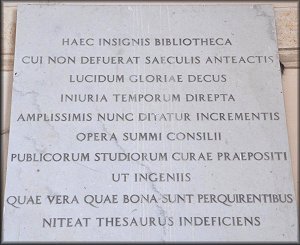 HAEC INSIGNIS BIBLIOTHECA
CUI NON DEFUERAT SAECULIS ANTEACTIS
LUCIDUM GLORIAE DECUS
INIURIA TEMPORUM DIREPTA
AMPLISSIMIS NUNC DITATUR INCREMENTIS
OPERA SUMMI CONSILII
PUBLICORUM STUDIORUM CURAE PRAEPOSITI
UT INGENIIS
QUAE VERA QUAE BONA SUNT PERQUIRENTIBUS
NITEAT THESAURUS INDEFICIENS